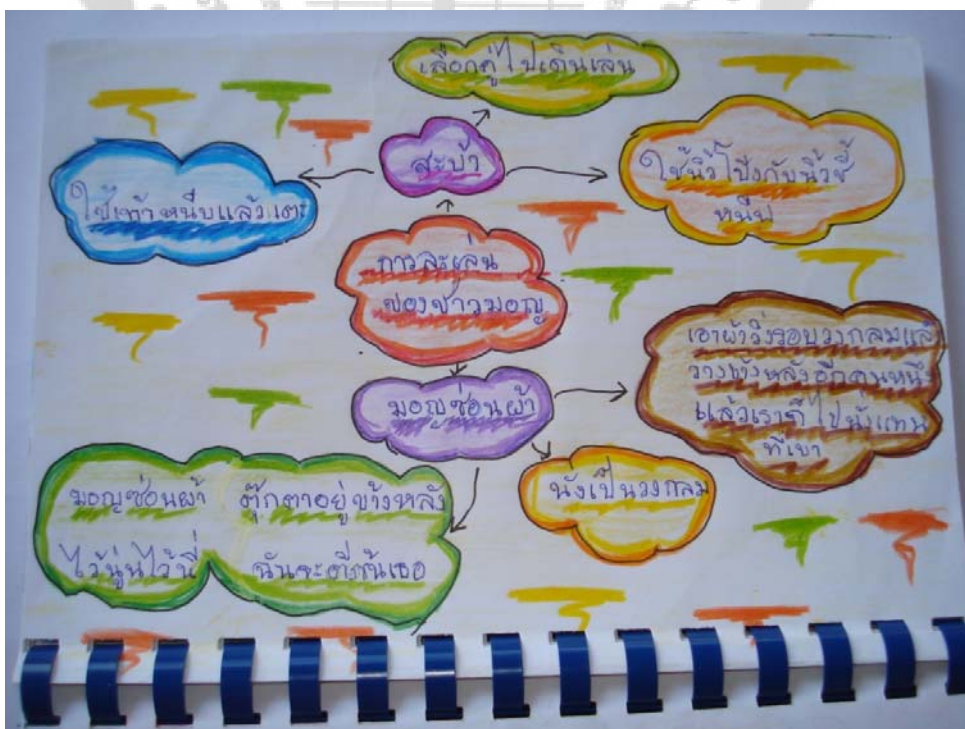 เลือกคู่ไปเดินเล่น
สะบ้า
ใช้เท้าหนีบแล้วเตะ
ใช้นิ้วโป้งกับนิ้วชี้
หนีบ
การละเล่น
ของชาวมอญ
มอญซ่อนผ้า
เอาผ้าวิ่งรอบวงกลมแล้
วางข้างหลังอีกคนหนึ่ง
แล้วเราก็ไปนั่งแทน
ที่เขา
นั่งเป็นวงกลม
มอญซ่อนผ้า ตุ๊กตาอยู่ข้างหลัง
ไว้นู่นไว้นี่ ฉันจะตีก้นเธอ